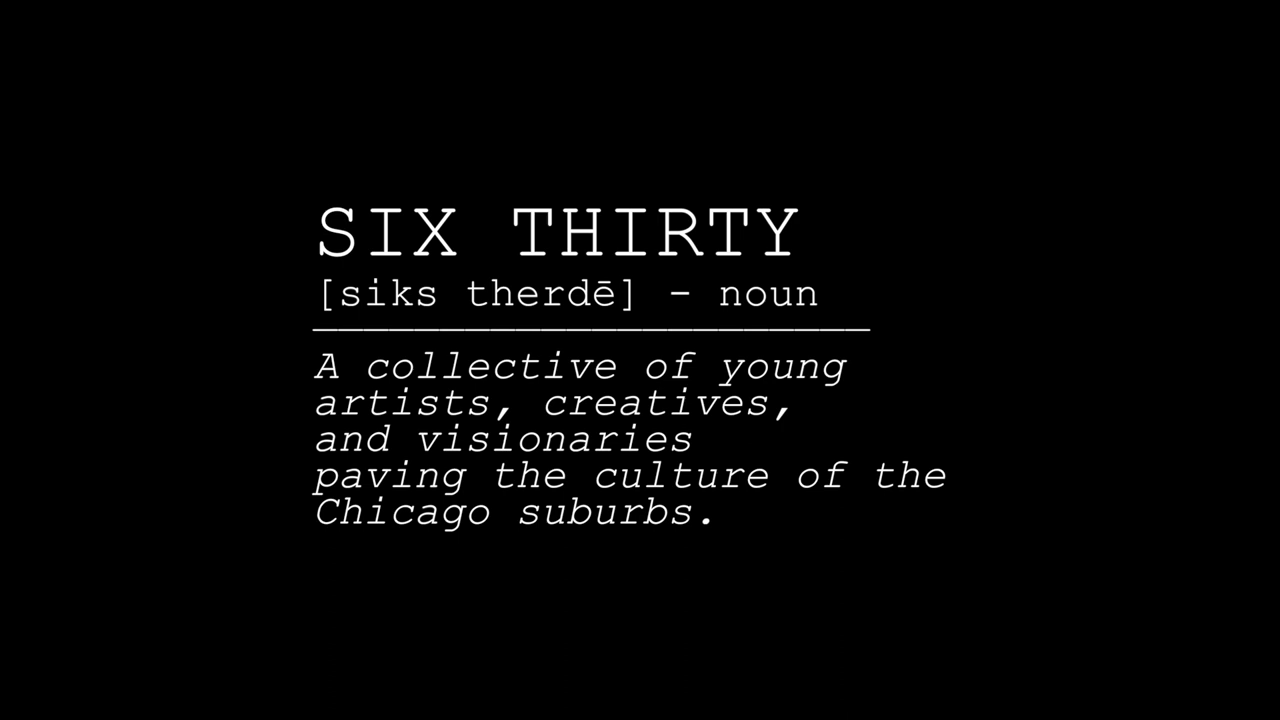 SIX THIRTY
[siks therdē] - noun
A collective of young
artists, creatives,
and visionaries
paving the culture of the
Chicago suburbs.